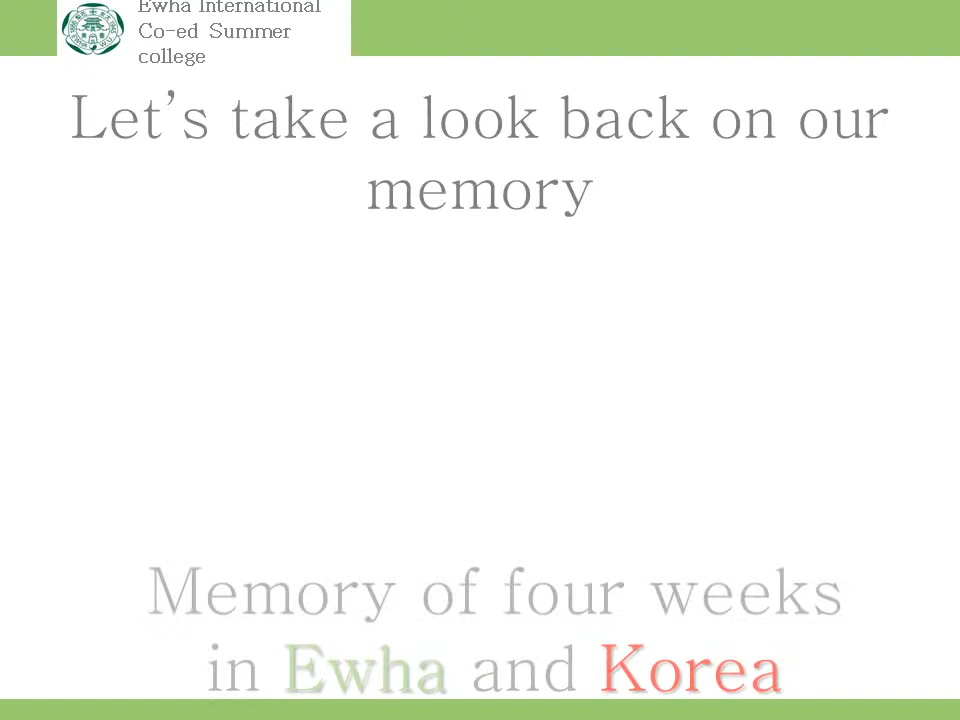 Ewha International
Co-ed Summer
college
Let's take a look back on our
memory
Memory of four weeks
in Ewha and Korea